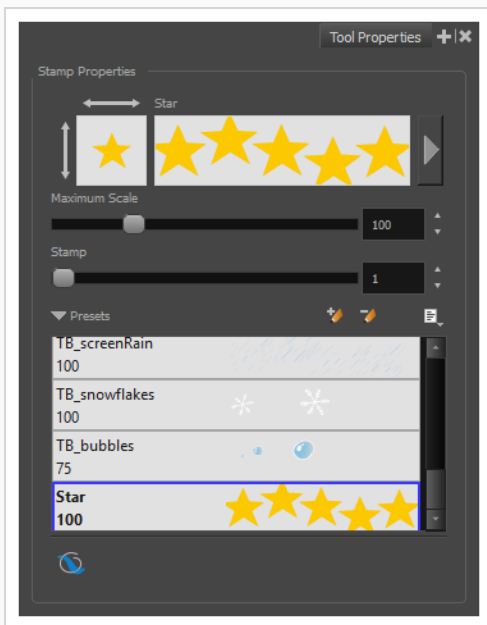 Tool Properties
Stamp Properties
Star
Maximum Scale
100
Stamp
1
Presets
TB_screenRain
100
TB_snowflakes
100
TB_bubbles
75
Star
100